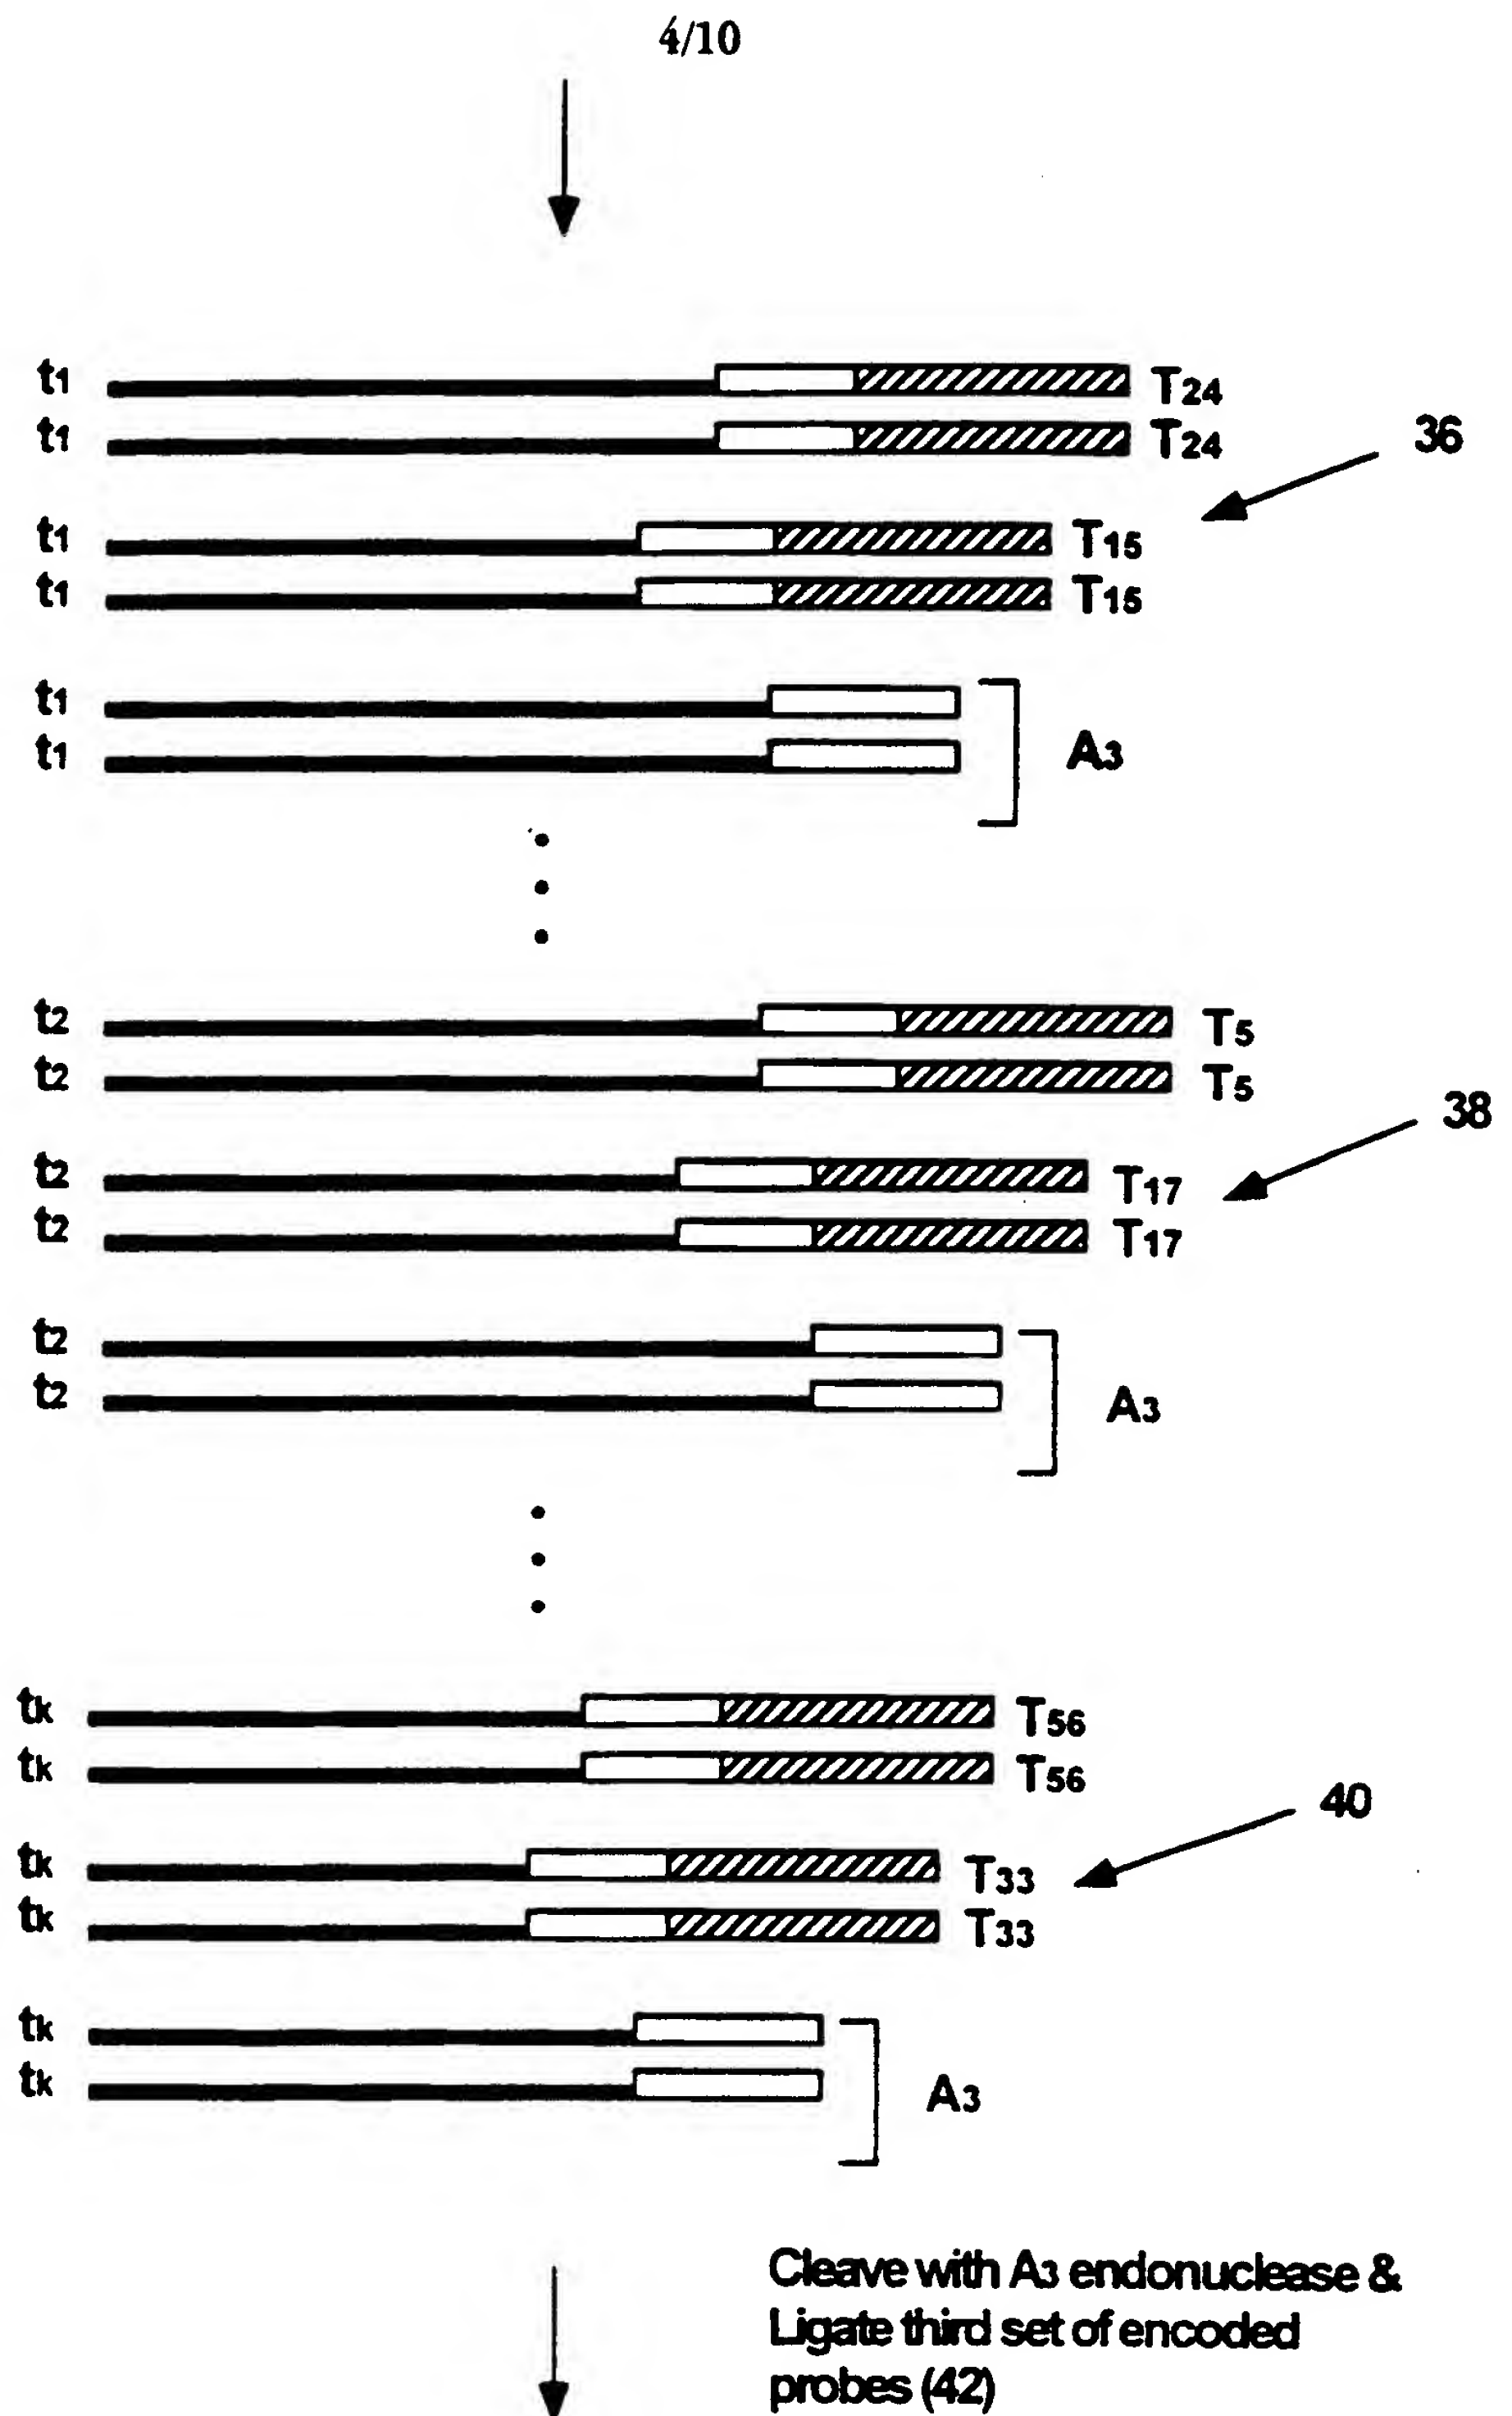 4/10
t1 T24
t1 T24
36
t1 T15
t1 T15
t1
t1
A3
t2 T5
t2 T5
38
t2 T17
t2 T17
t2
t2
A3
tk T56
tk T56
40
tk T33
tk T33
tk
tk
A3
Cleave with A3 endonuclease &
Ligate third set of encoded
probes (42)